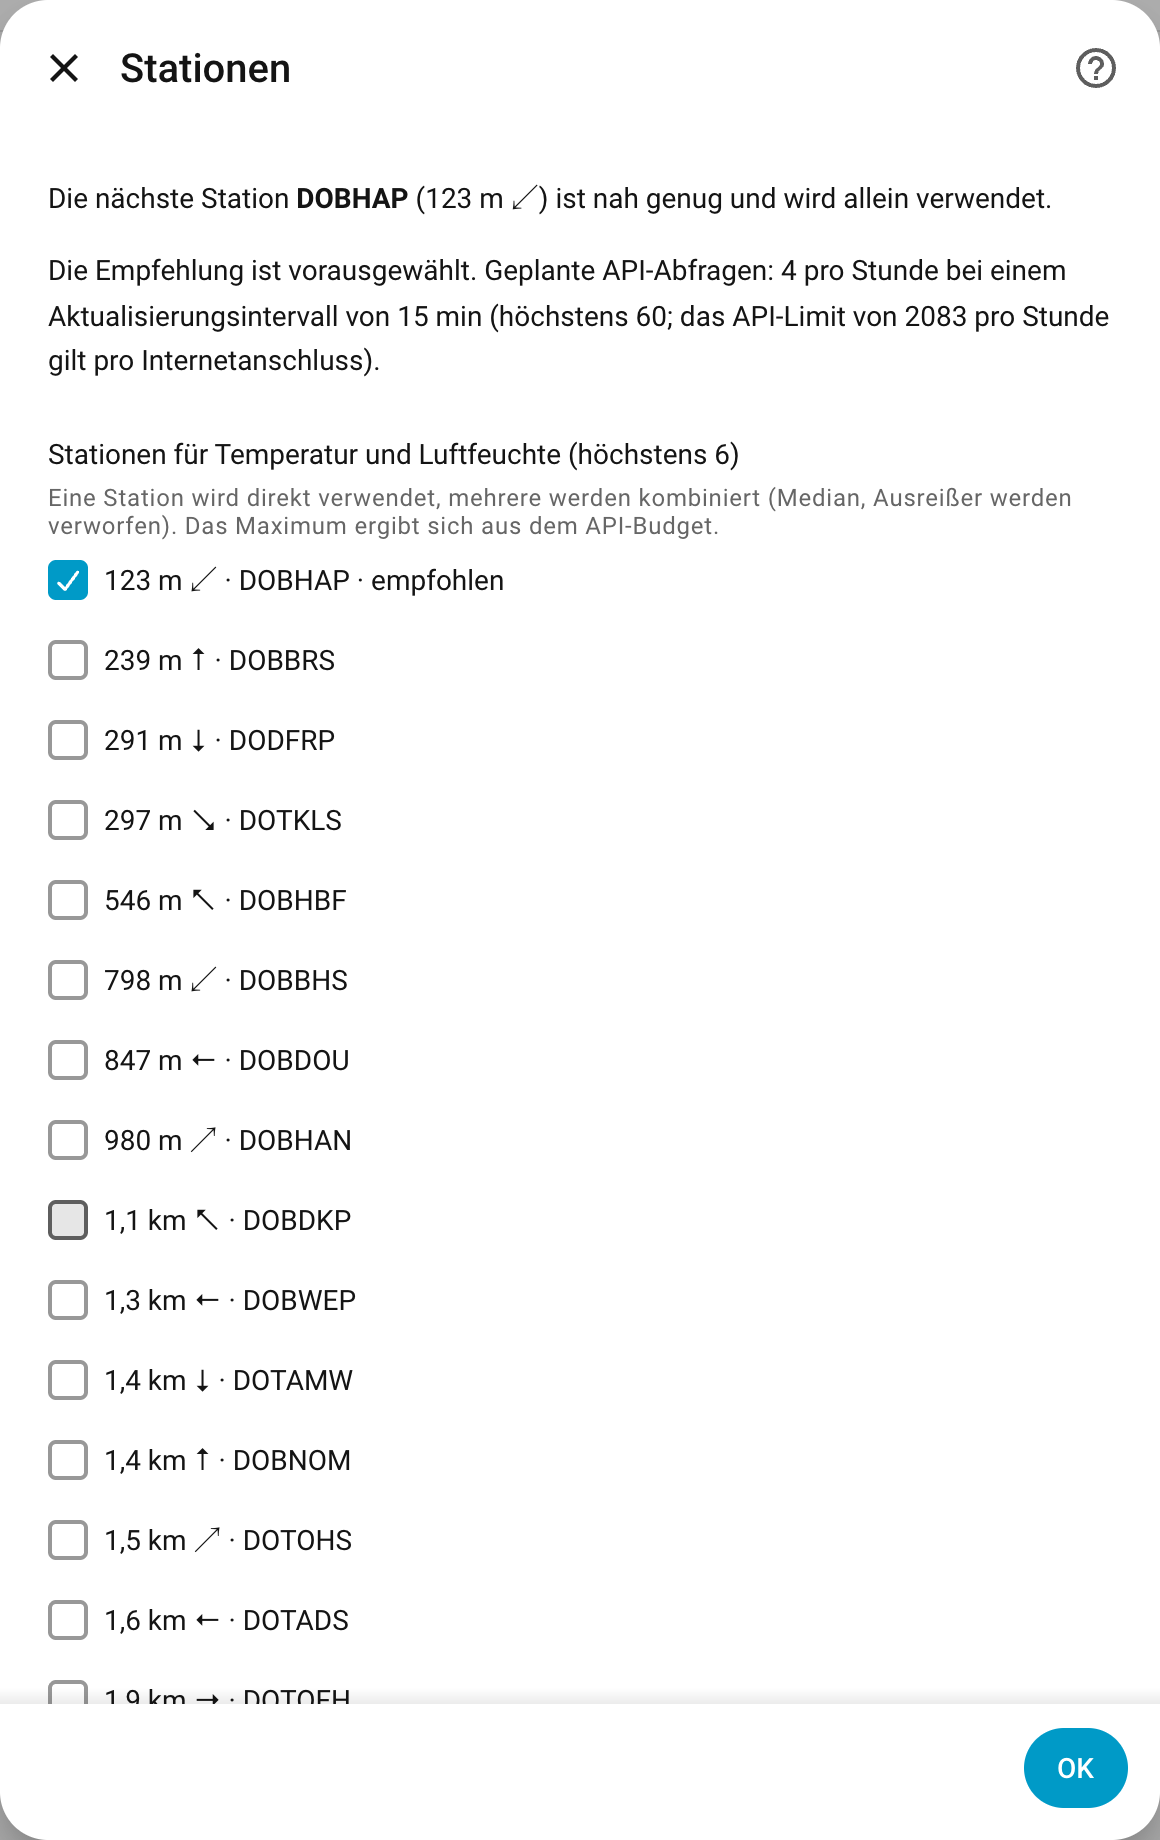 Stationen
Die nächste Station DOBHAP (123 m ↙) ist nah genug und wird allein verwendet.
Die Empfehlung ist vorausgewählt. Geplante API-Abfragen: 4 pro Stunde bei einem
Aktualisierungsintervall von 15 min (höchstens 60; das API-Limit von 2083 pro Stunde
gilt pro Internetanschluss).
Stationen für Temperatur und Luftfeuchte (höchstens 6)
Eine Station wird direkt verwendet, mehrere werden kombiniert (Median, Ausreißer werden
verworfen). Das Maximum ergibt sich aus dem API-Budget.
123 m ↙ · DOBHAP · empfohlen
239 m ↑ · DOBBRS
291 m ↓ · DODFRP
297 m ↘ · DOTKLS
546 m ↖ · DOBHBF
798 m ↙ · DOBBHS
847 m ← · DOBDOU
980 m ↗ · DOBHAN
1,1 km ↖ · DOBDKP
1,3 km ← · DOBWEP
1,4 km ↓ · DOTAMW
1,4 km ↑ · DOBNOM
1,5 km ↗ · DOTOHS
1,6 km ← · DOTADS
1,9 km → ·
OK